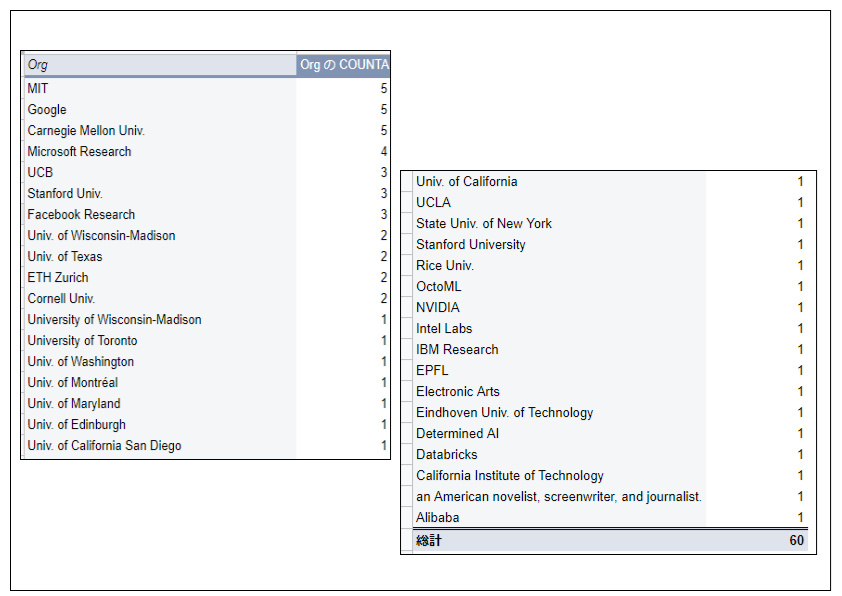 Org Org の COUNTA
MIT 5
Google 5
Carnegie Mellon Univ. 5
Microsoft Research 4
UCB 3
Stanford Univ. 3
Facebook Research 3
Univ. of Wisconsin-Madison 2
Univ. of Texas 2
ETH Zurich 2
Cornell Univ. 2
University of Wisconsin-Madison 1
University of Toronto 1
Univ. of Washington 1
Univ. of Montréal 1
Univ. of Maryland 1
Univ. of Edinburgh 1
Univ. of California San Diego 1
Univ. of California 1
UCLA 1
State Univ. of New York 1
Stanford University 1
Rice Univ. 1
OctoML 1
NVIDIA 1
Intel Labs 1
IBM Research 1
EPFL 1
Electronic Arts 1
Eindhoven Univ. of Technology 1
Determined AI 1
Databricks 1
California Institute of Technology 1
an American novelist, screenwriter, and journalist. 1
Alibaba 1
総計 60